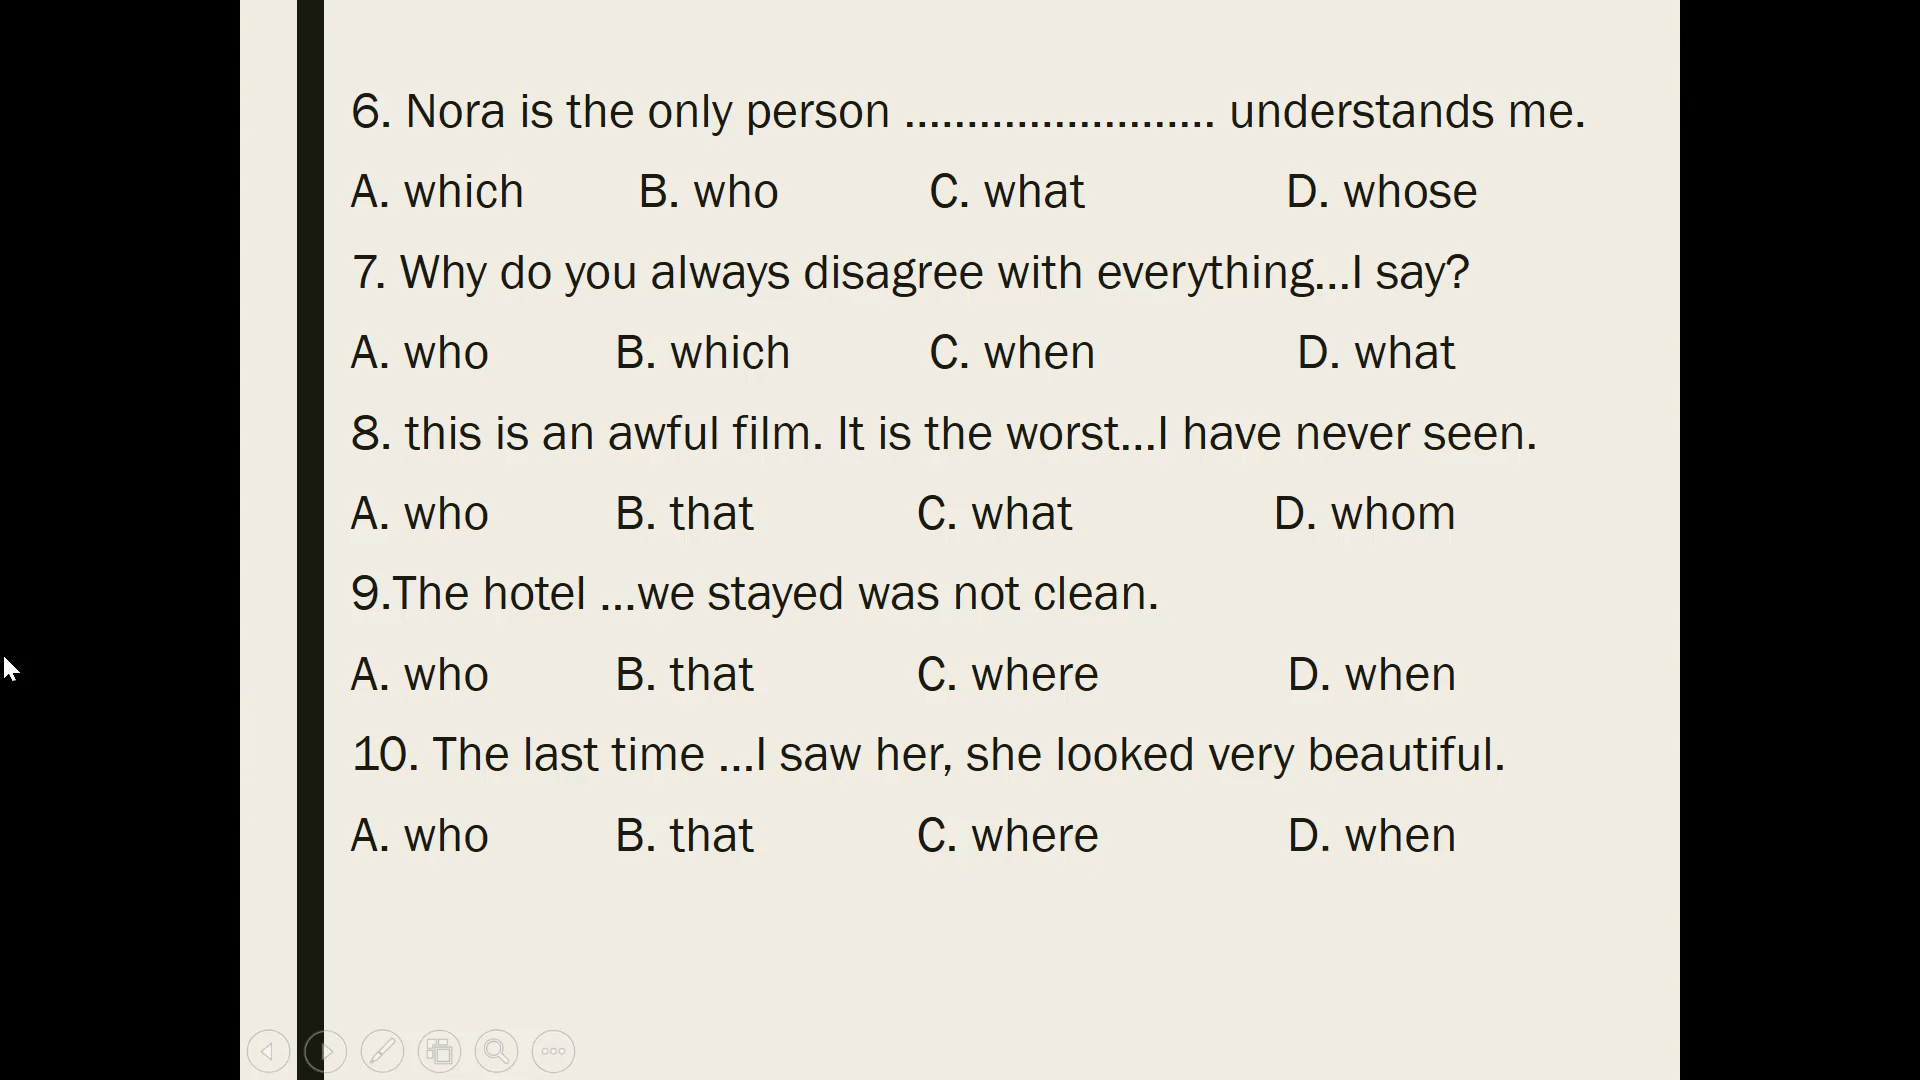 6. Nora is the only person ......................... understands me.
A. which B. who C. what D. whose
7. Why do you always disagree with everything...I say?
A. who B. which C. when D. what
8. this is an awful film. It is the worst...I have never seen.
A. who B. that C. what D. whom
9.The hotel ...we stayed was not clean.
A. who B. that C. where D. when
10. The last time ...I saw her, she looked very beautiful.
A. who B. that C. where D. when